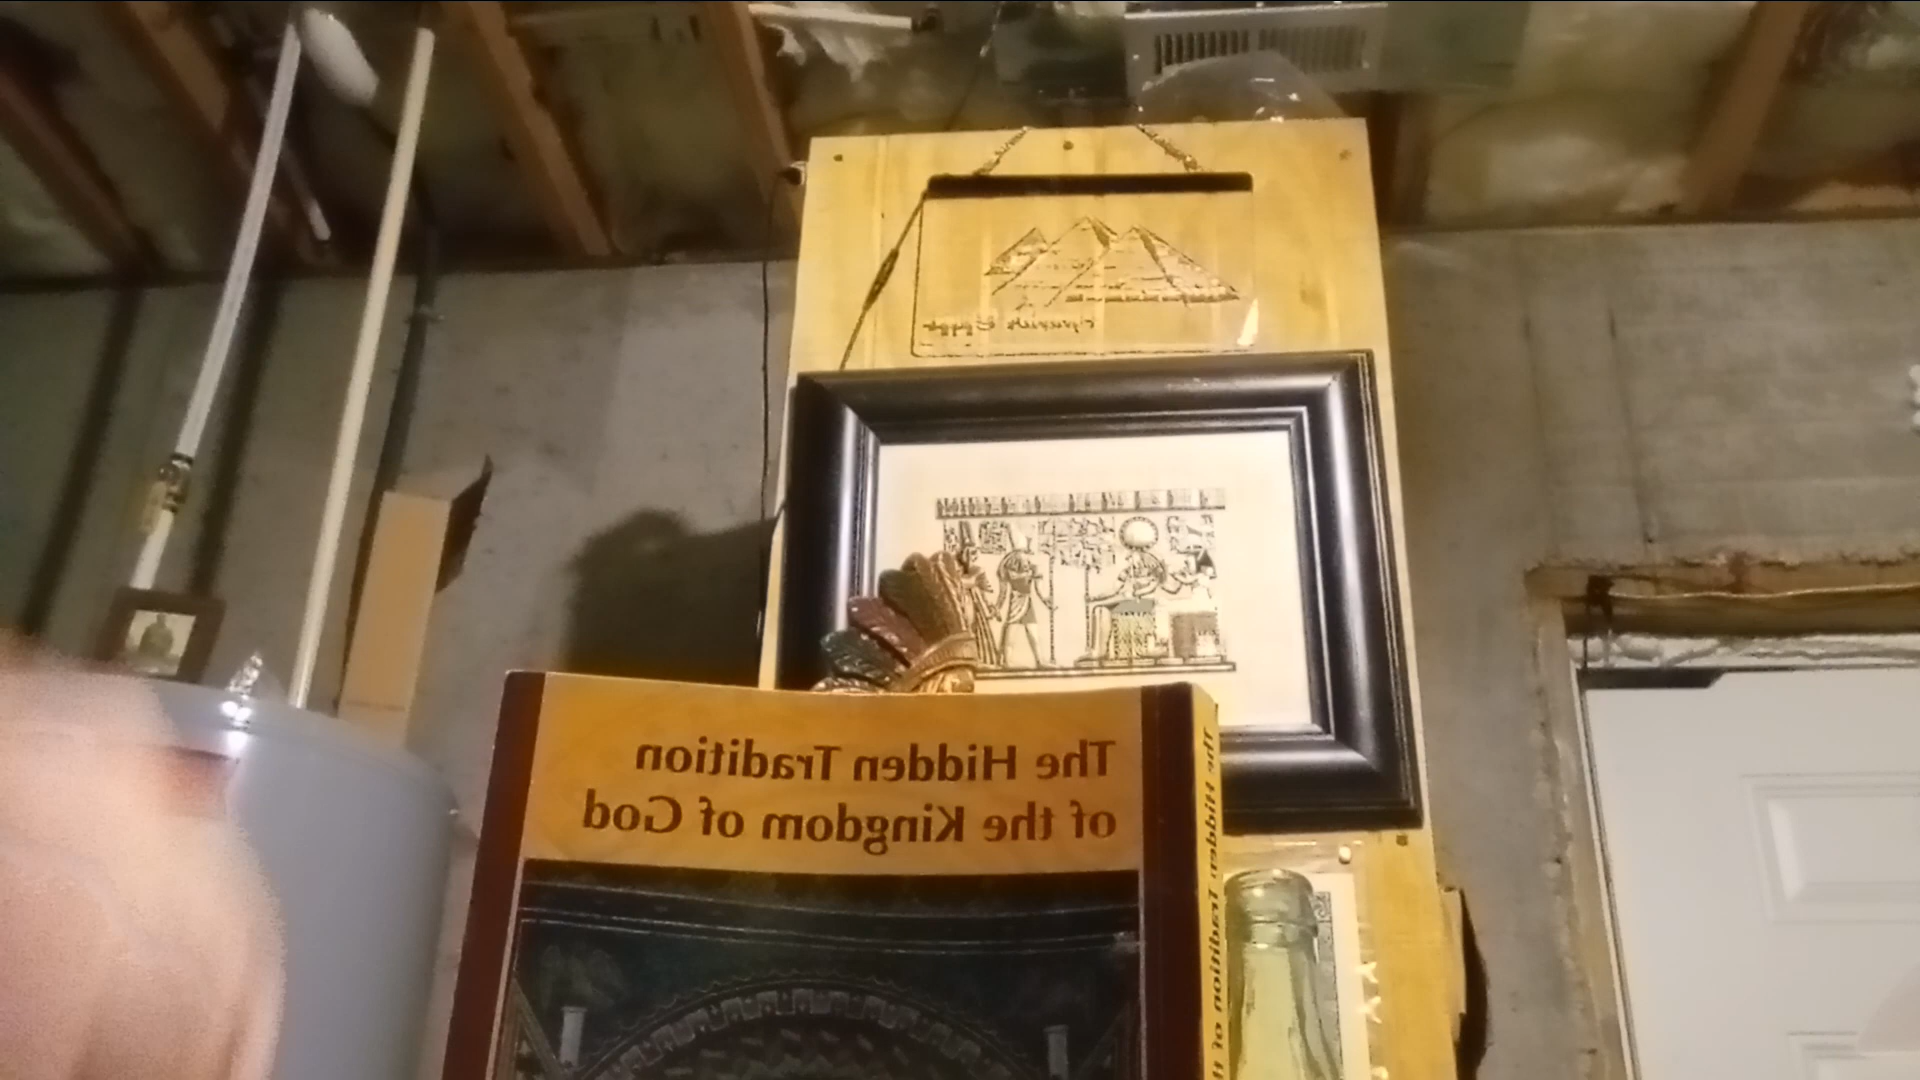 The Hidden Tradition
of the Kingdom of God
The Hidden Tradition of